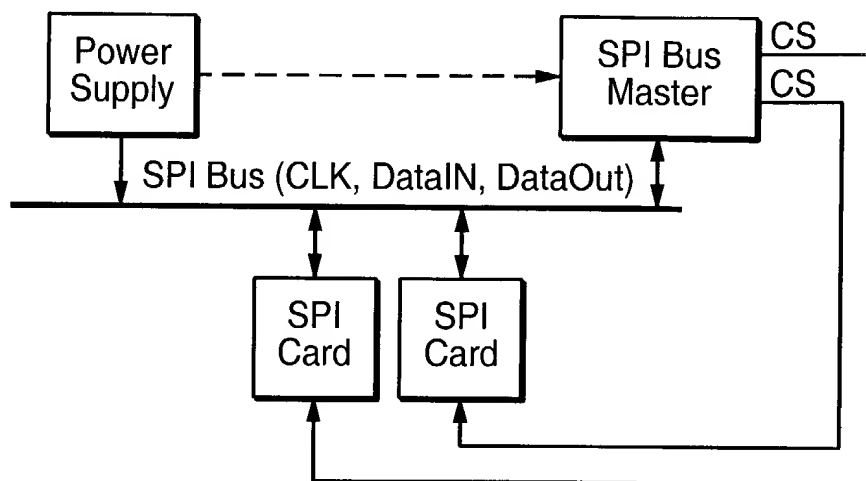 Power
Supply
SPI Bus
Master
CS
CS
SPI Bus (CLK, DataIN, DataOut)
SPI
Card
SPI
Card